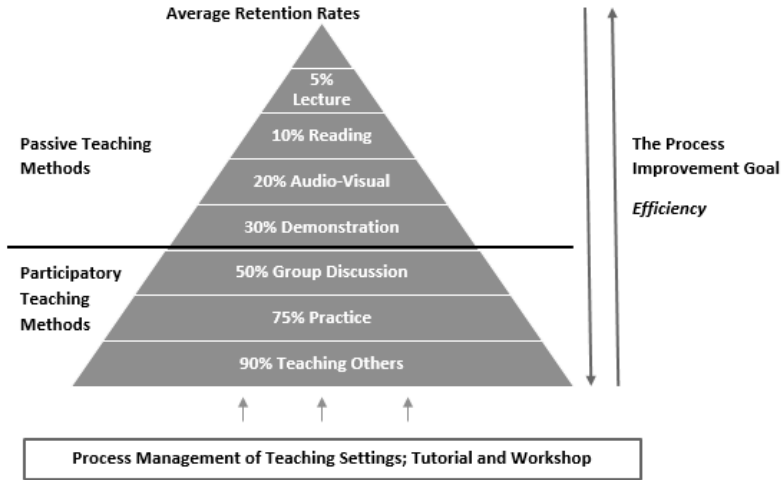 Average Retention Rates
5%
Lecture
10% Reading
20% Audio-Visual
30% Demonstration
50% Group Discussion
75% Practice
90% Teaching Others
Passive Teaching
Methods
Participatory
Teaching
Methods
The Process
Improvement Goal
Efficiency
Process Management of Teaching Settings; Tutorial and Workshop